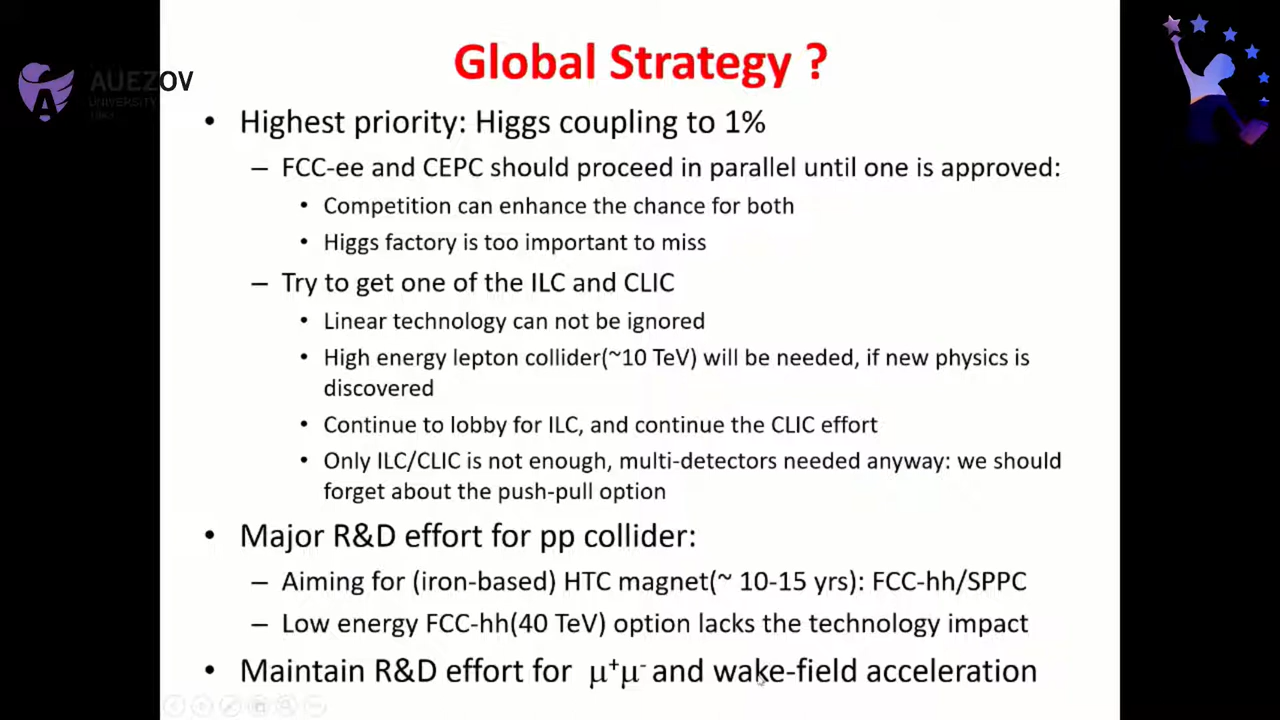 Global Strategy ?
AUEZOV
UNIVERSITY
1943
• Highest priority: Higgs coupling to 1%
– FCC-ee and CEPC should proceed in parallel until one is approved:
• Competition can enhance the chance for both
• Higgs factory is too important to miss
– Try to get one of the ILC and CLIC
• Linear technology can not be ignored
• High energy lepton collider(~10 TeV) will be needed, if new physics is
discovered
• Continue to lobby for ILC, and continue the CLIC effort
• Only ILC/CLIC is not enough, multi-detectors needed anyway: we should
forget about the push-pull option
• Major R&D effort for pp collider:
– Aiming for (iron-based) HTC magnet(~ 10-15 yrs): FCC-hh/SPPC
– Low energy FCC-hh(40 TeV) option lacks the technology impact
• Maintain R&D effort for μ⁺μ⁻ and wake-field acceleration